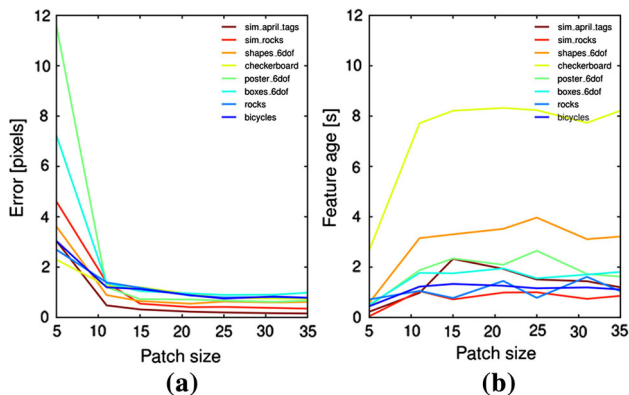 12
10
8
6
4
2
0
Error [pixels]
sim.april.tags
sim.rocks
shapes.6dof
checkerboard
poster.6dof
boxes.6dof
rocks
bicycles
5 10 15 20 25 30 35
Patch size
(a)
12
10
8
6
4
2
0
Feature age [s]
sim.april.tags
sim.rocks
shapes.6dof
checkerboard
poster.6dof
boxes.6dof
rocks
bicycles
5 10 15 20 25 30 35
Patch size
(b)